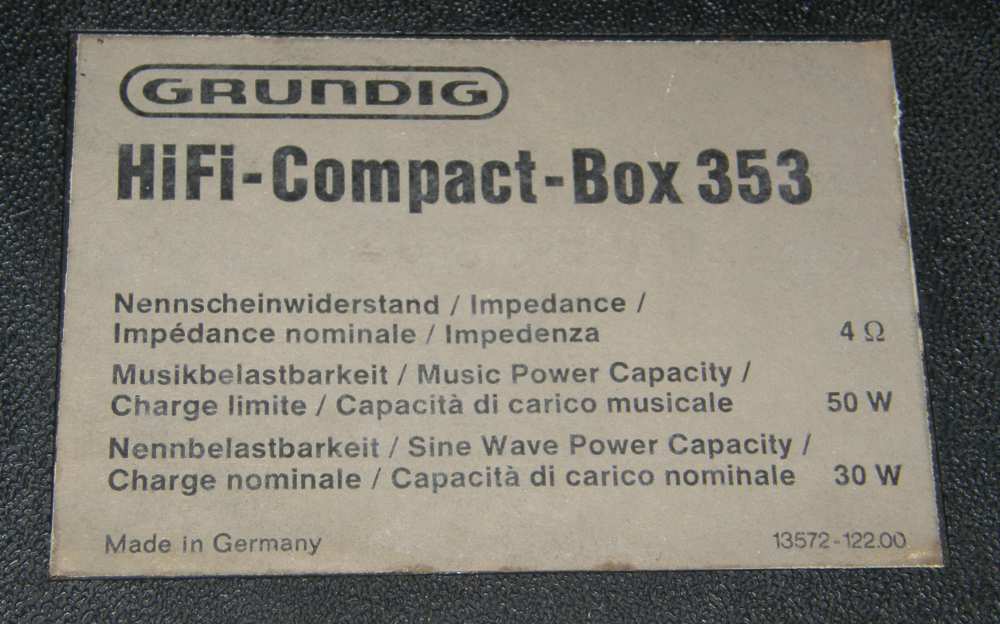 GRUNDIG
HiFi-Compact-Box 353
Nennscheinwiderstand / Impedance /
Impédance nominale / Impedenza 4 Ω
Musikbelastbarkeit / Music Power Capacity /
Charge limite / Capacità di carico musicale 50 W
Nennbelastbarkeit / Sine Wave Power Capacity /
Charge nominale / Capacità di carico nominale 30 W
Made in Germany 13572-122.00